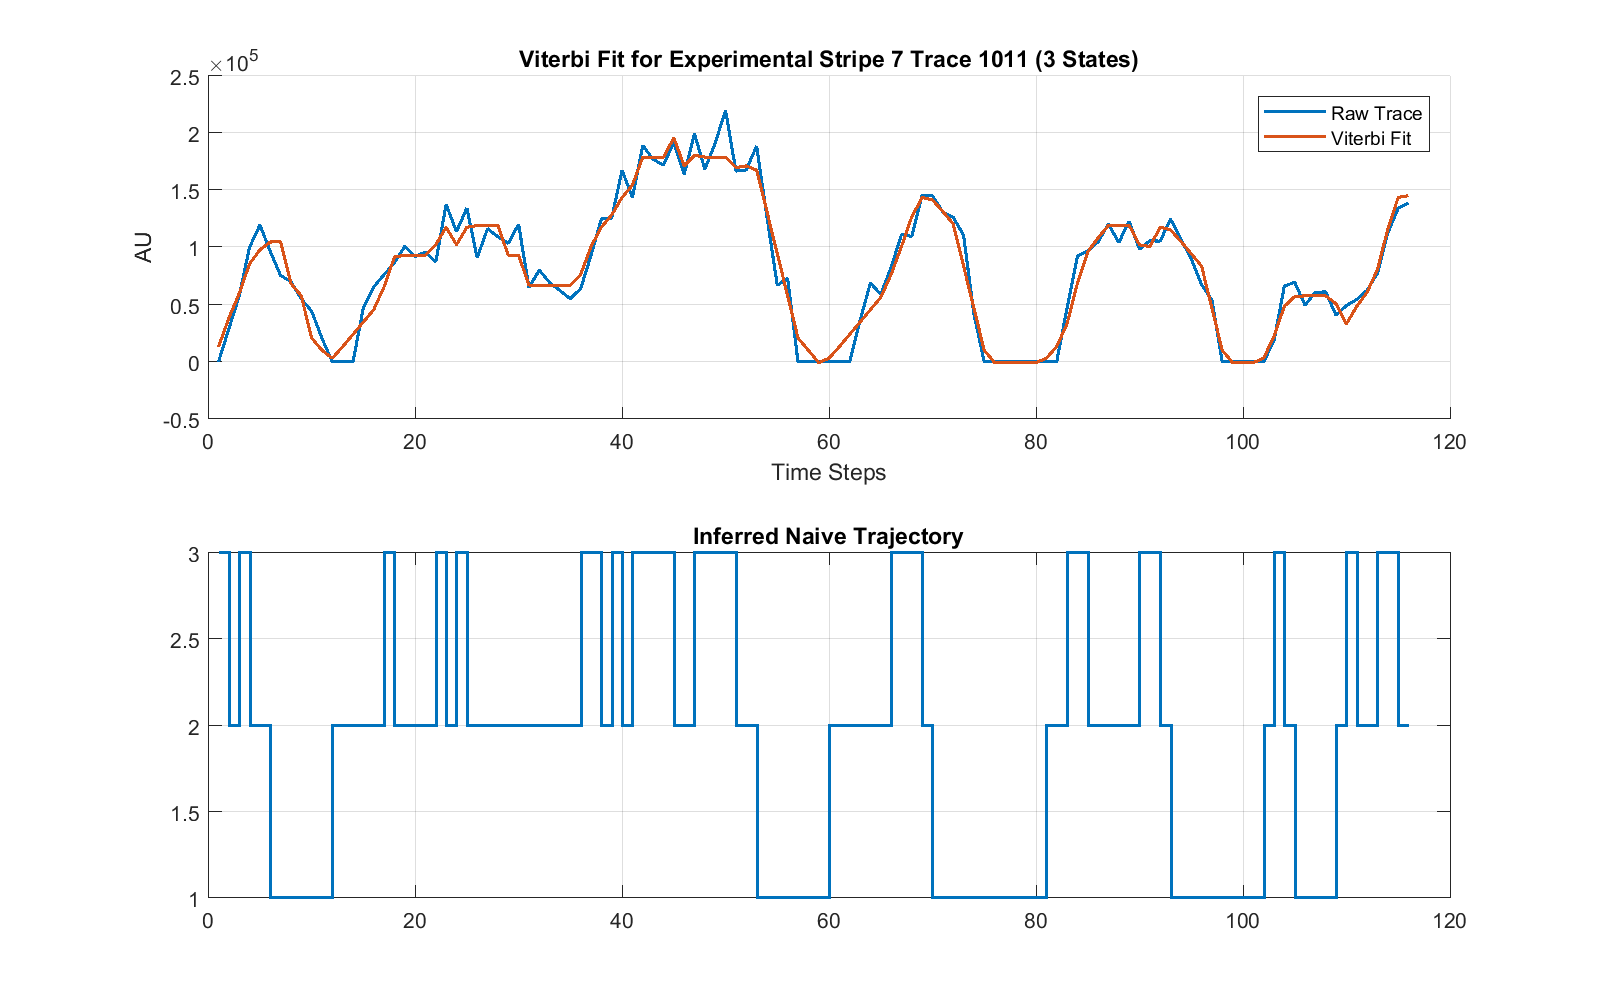 ×10⁵
Viterbi Fit for Experimental Stripe 7 Trace 1011 (3 States)
2.5
2
1.5
1
0.5
0
-0.5
AU
Raw Trace
Viterbi Fit
0 20 40 60 80 100 120
Time Steps
Inferred Naive Trajectory
3
2.5
2
1.5
1
0 20 40 60 80 100 120